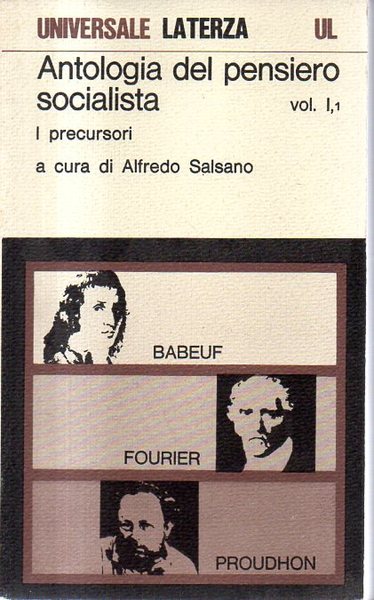 UNIVERSALE LATERZA UL
Antologia del pensiero
socialista vol. I,1
I precursori
a cura di Alfredo Salsano
BABEUF
FOURIER
PROUDHON